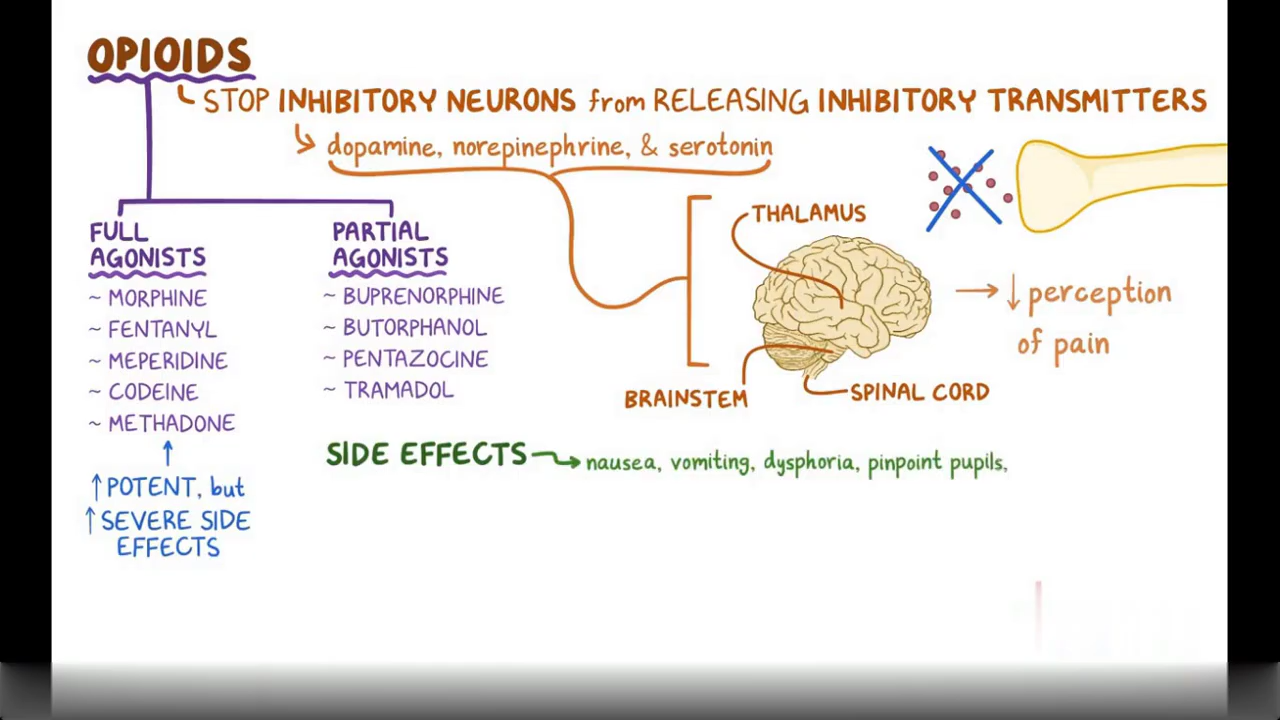 OPIOIDS
STOP INHIBITORY NEURONS from RELEASING INHIBITORY TRANSMITTERS
dopamine, norepinephrine, & serotonin
FULL
AGONISTS
~ MORPHINE
~ FENTANYL
~ MEPERIDINE
~ CODEINE
~ METHADONE
↑
↑ POTENT, but
↑ SEVERE SIDE
EFFECTS
PARTIAL
AGONISTS
~ BUPRENORPHINE
~ BUTORPHANOL
~ PENTAZOCINE
~ TRAMADOL
THALAMUS
BRAINSTEM
SPINAL CORD
→ ↓ perception
of pain
SIDE EFFECTS → nausea, vomiting, dysphoria, pinpoint pupils,